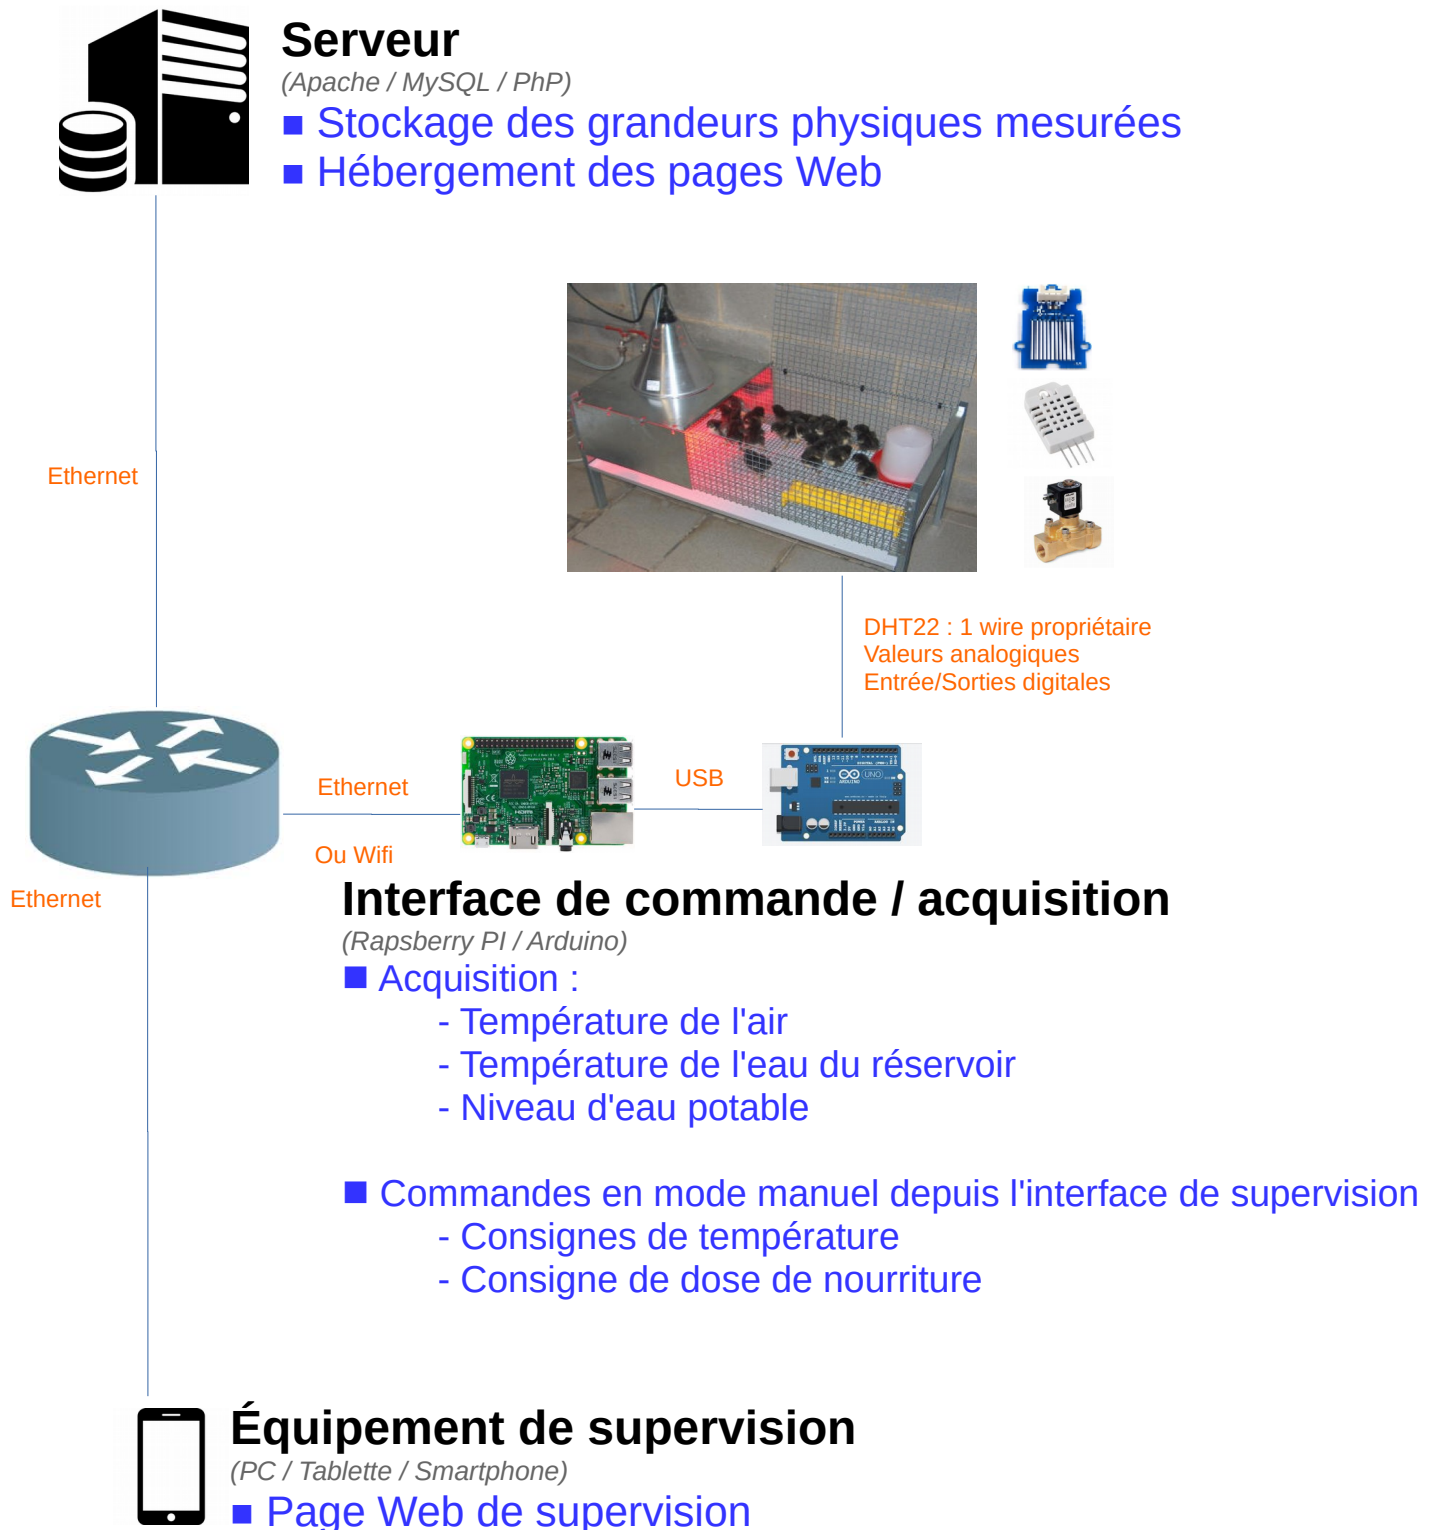 Serveur
(Apache / MySQL / PhP)
■ Stockage des grandeurs physiques mesurées
■ Hébergement des pages Web
Ethernet
DHT22 : 1 wire propriétaire
Valeurs analogiques
Entrée/Sorties digitales
Ethernet
USB
HDMI
UNO
ARDUINO
Ou Wifi
Ethernet
Interface de commande / acquisition
(Rapsberry PI / Arduino)
■ Acquisition :
- Température de l'air
- Température de l'eau du réservoir
- Niveau d'eau potable
■ Commandes en mode manuel depuis l'interface de supervision
- Consignes de température
- Consigne de dose de nourriture
Équipement de supervision
(PC / Tablette / Smartphone)
■ Page Web de supervision